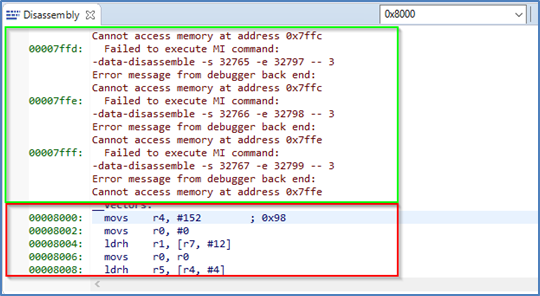 Disassembly
0x8000
Cannot access memory at address 0x7ffc
00007ffd: Failed to execute MI command:
-data-disassemble -s 32765 -e 32797 -- 3
Error message from debugger back end:
Cannot access memory at address 0x7ffc
00007ffe: Failed to execute MI command:
-data-disassemble -s 32766 -e 32798 -- 3
Error message from debugger back end:
Cannot access memory at address 0x7ffe
00007fff: Failed to execute MI command:
-data-disassemble -s 32767 -e 32799 -- 3
Error message from debugger back end:
Cannot access memory at address 0x7ffe
__vectors:
00008000: movs r4, #152 ; 0x98
00008002: movs r0, #0
00008004: ldrh r1, [r7, #12]
00008006: movs r0, r0
00008008: ldrh r5, [r4, #4]